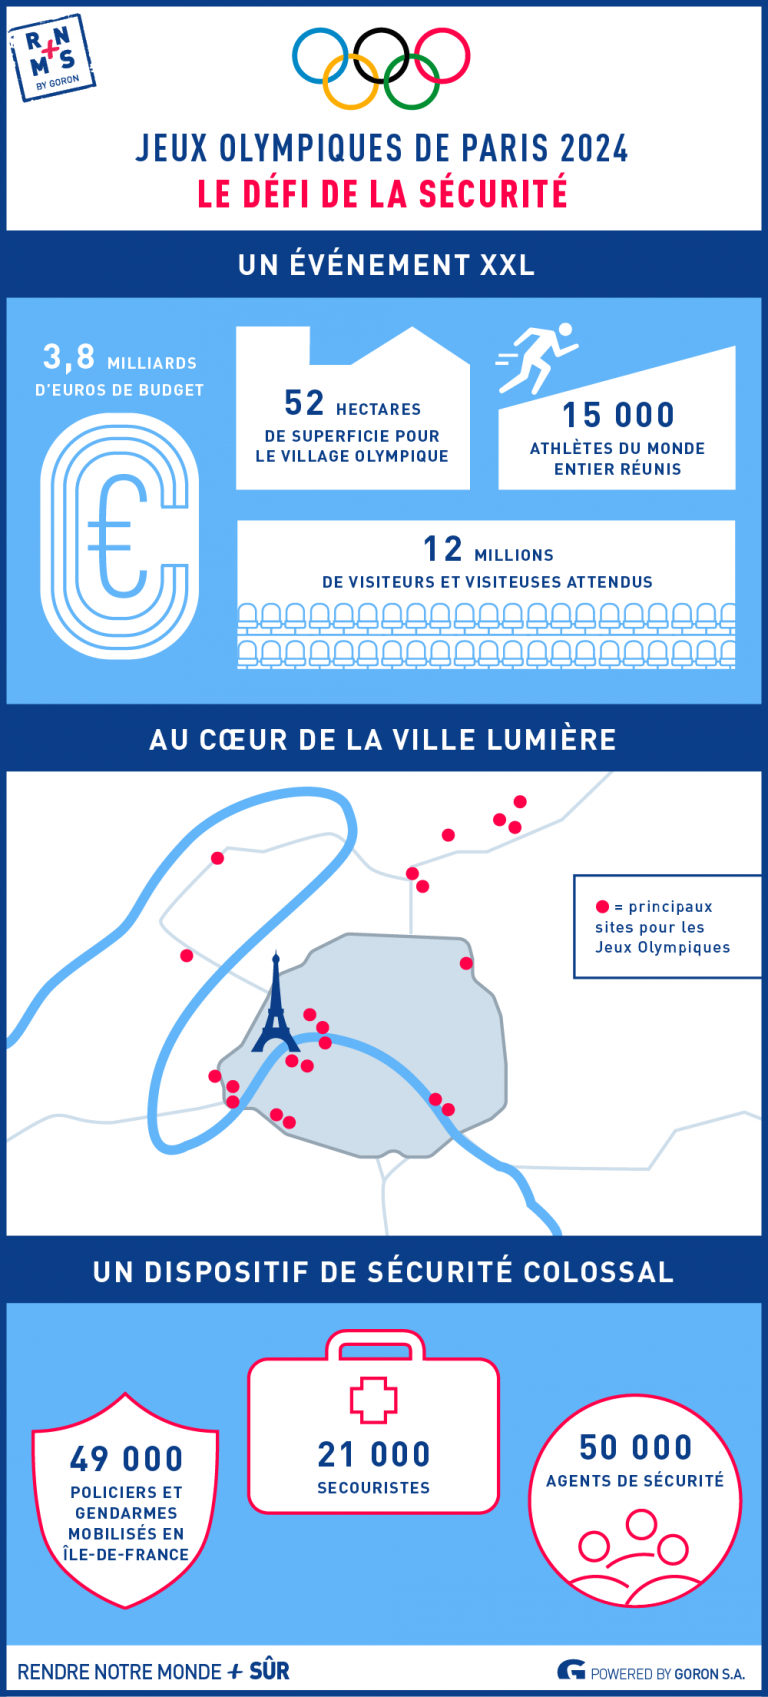 R+N
MS
BY GORON
JEUX OLYMPIQUES DE PARIS 2024
LE DÉFI DE LA SÉCURITÉ
UN ÉVÉNEMENT XXL
3,8 MILLIARDS
D'EUROS DE BUDGET
€
52 HECTARES
DE SUPERFICIE POUR
LE VILLAGE OLYMPIQUE
15 000
ATHLÈTES DU MONDE
ENTIER RÉUNIS
12 MILLIONS
DE VISITEURS ET VISITEUSES ATTENDUS
AU CŒUR DE LA VILLE LUMIÈRE
= principaux
sites pour les
Jeux Olympiques
UN DISPOSITIF DE SÉCURITÉ COLOSSAL
49 000
POLICIERS ET
GENDARMES
MOBILISÉS EN
ÎLE-DE-FRANCE
21 000
SECOURISTES
50 000
AGENTS DE SÉCURITÉ
RENDRE NOTRE MONDE + SÛR
G POWERED BY GORON S.A.